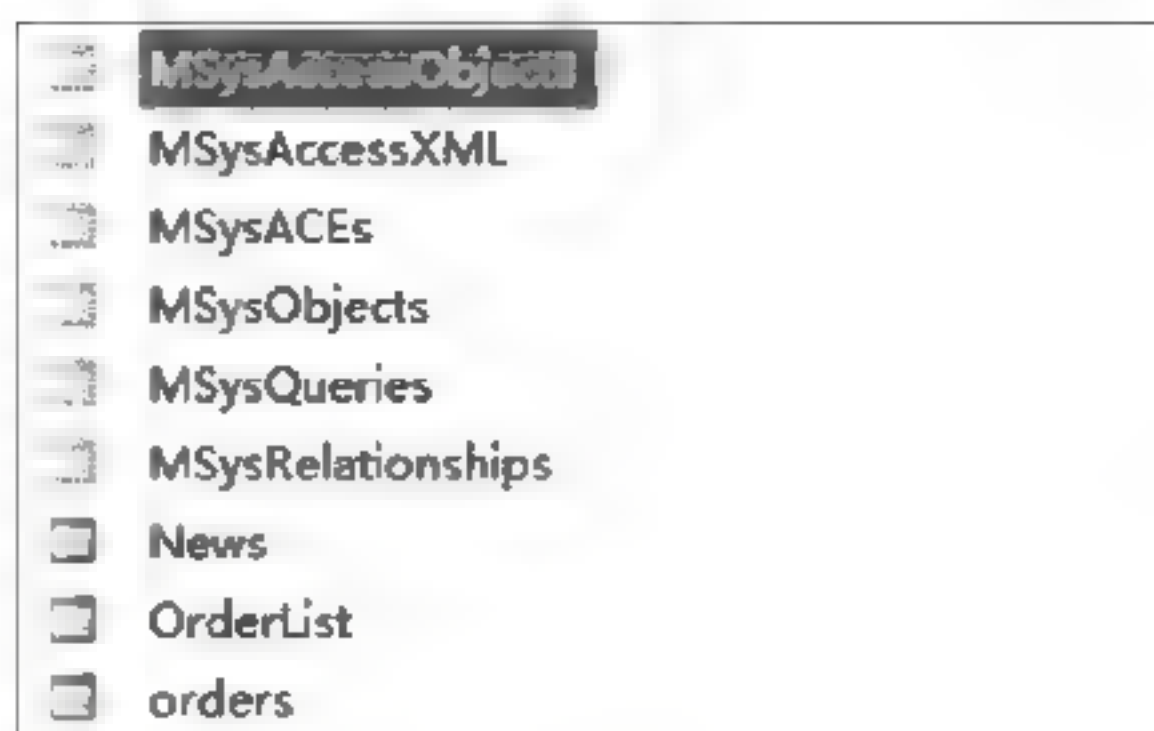 MSysAccessObjects
MSysAccessXML
MSysACEs
MSysObjects
MSysQueries
MSysRelationships
News
OrderList
orders